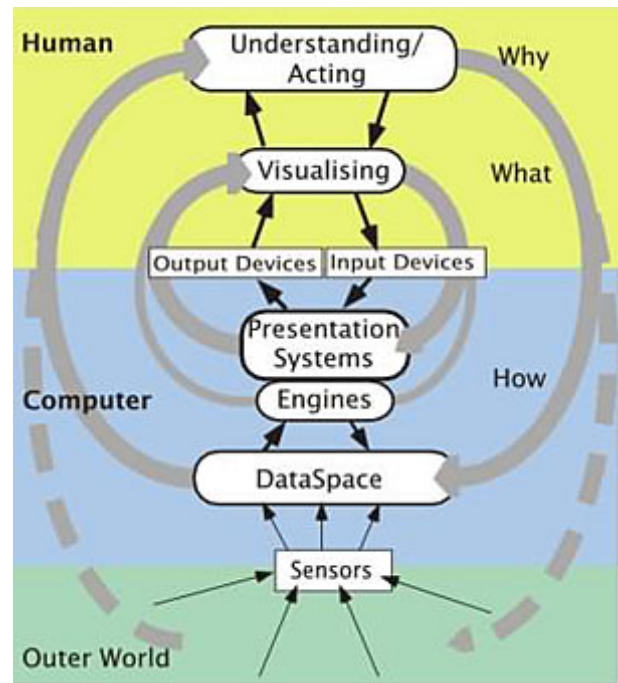 Human
Understanding/
Acting
Why
Visualising
What
Output Devices
Input Devices
Presentation
Systems
How
Engines
Computer
DataSpace
Sensors
Outer World